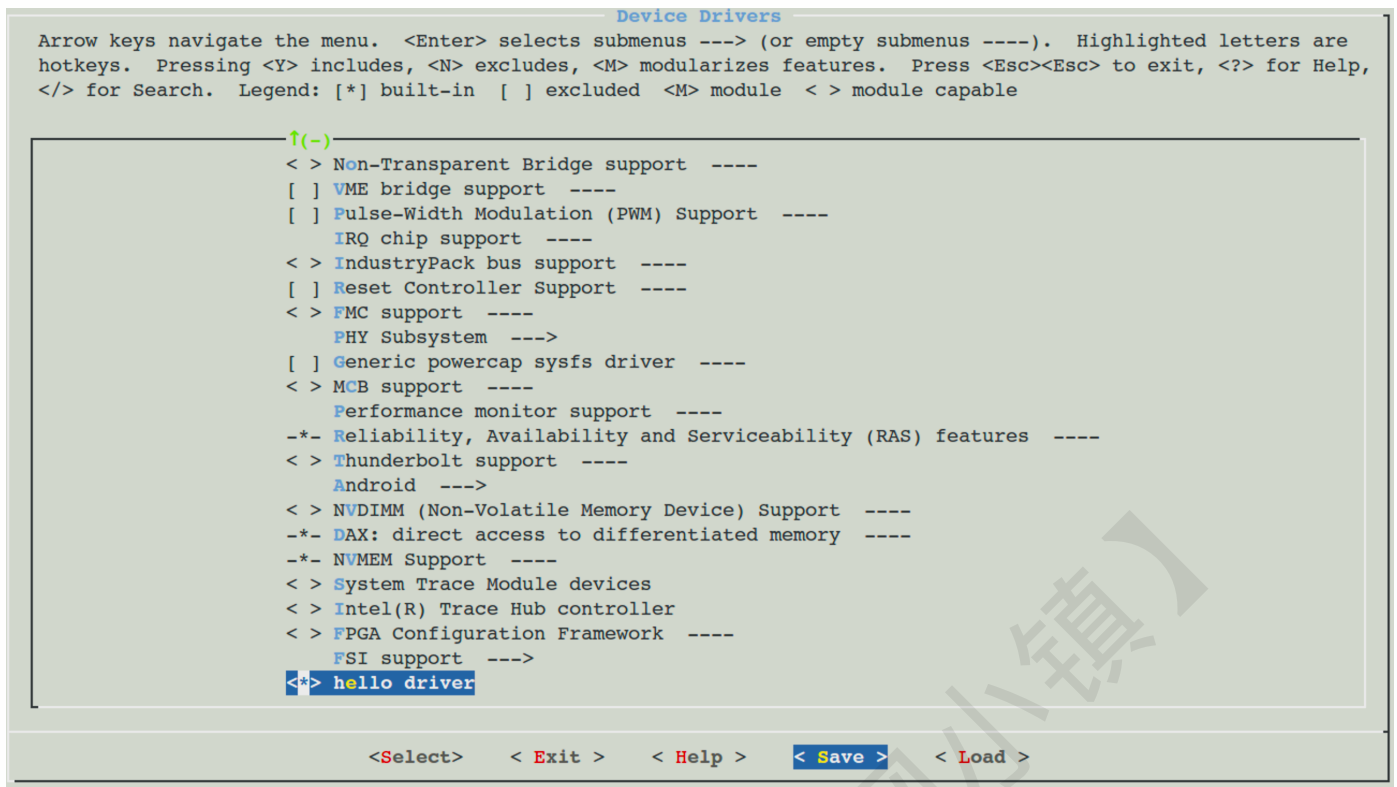 Device Drivers
Arrow keys navigate the menu.  <Enter> selects submenus ---> (or empty submenus ----).  Highlighted letters are
hotkeys.  Pressing <Y> includes, <N> excludes, <M> modularizes features.  Press <Esc><Esc> to exit, <?> for Help,
</> for Search.  Legend: [*] built-in  [ ] excluded  <M> module  < > module capable
↑(-)
< > Non-Transparent Bridge support  ----
[ ] VME bridge support  ----
[ ] Pulse-Width Modulation (PWM) Support  ----
IRQ chip support  ----
< > IndustryPack bus support  ----
[ ] Reset Controller Support  ----
< > FMC support  ----
PHY Subsystem  --->
[ ] Generic powercap sysfs driver  ----
< > MCB support  ----
Performance monitor support  ----
-*- Reliability, Availability and Serviceability (RAS) features  ----
< > Thunderbolt support  ----
Android  --->
< > NVDIMM (Non-Volatile Memory Device) Support  ----
-*- DAX: direct access to differentiated memory  ----
-*- NVMEM Support  ----
< > System Trace Module devices
< > Intel(R) Trace Hub controller
< > FPGA Configuration Framework  ----
FSI support  --->
<*> hello driver
<Select>    < Exit >    < Help >    < Save >    < Load >
小镇】